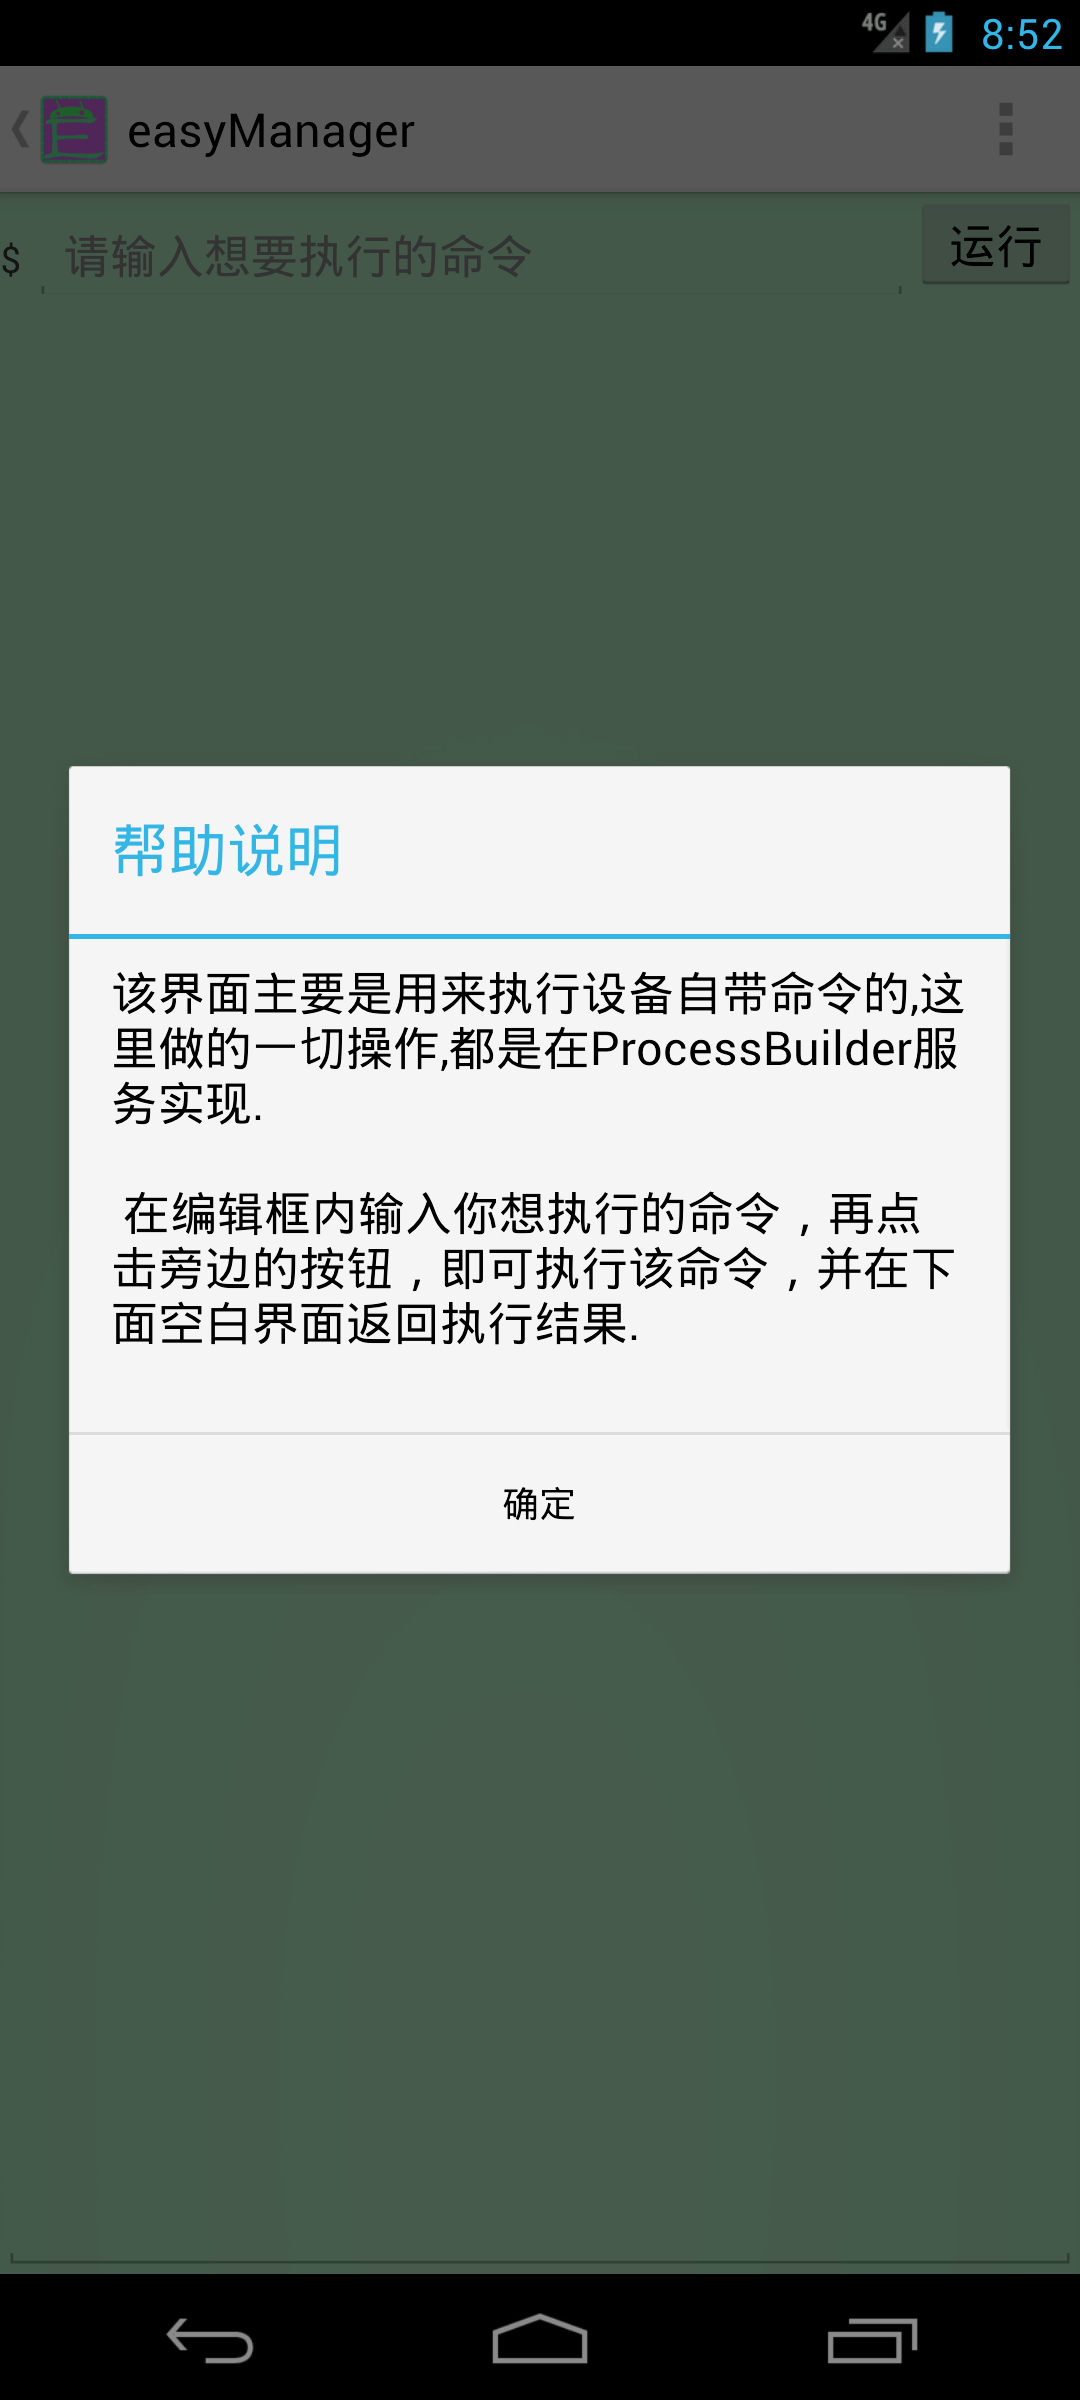 4G
8:52
easyManager
$ 请输入想要执行的命令 运行
帮助说明
该界面主要是用来执行设备自带命令的,这
里做的一切操作,都是在ProcessBuilder服
务实现.
在编辑框内输入你想执行的命令，再点
击旁边的按钮，即可执行该命令，并在下
面空白界面返回执行结果.
确定